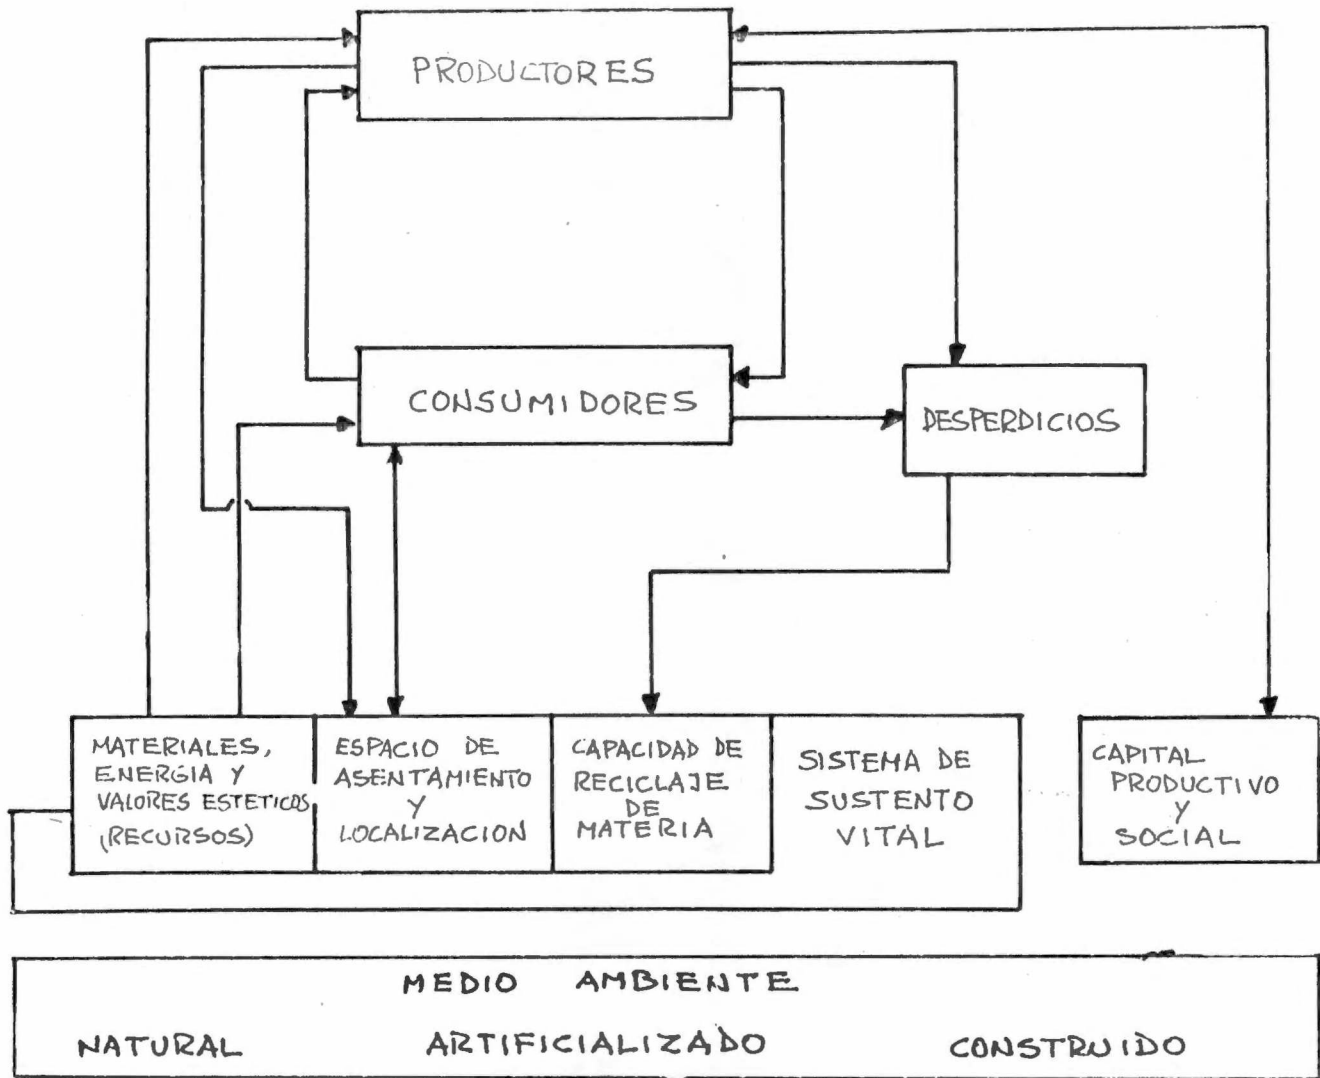 PRODUCTORES
CONSUMIDORES
DESPERDICIOS
MATERIALES,
ENERGIA Y
VALORES ESTETICOS
(RECURSOS)
ESPACIO DE
ASENTAMIENTO
Y
LOCALIZACION
CAPACIDAD DE
RECICLAJE
DE
MATERIA
SISTEMA DE
SUSTENTO
VITAL
CAPITAL
PRODUCTIVO
Y
SOCIAL
MEDIO AMBIENTE
NATURAL ARTIFICIALIZADO CONSTRUIDO